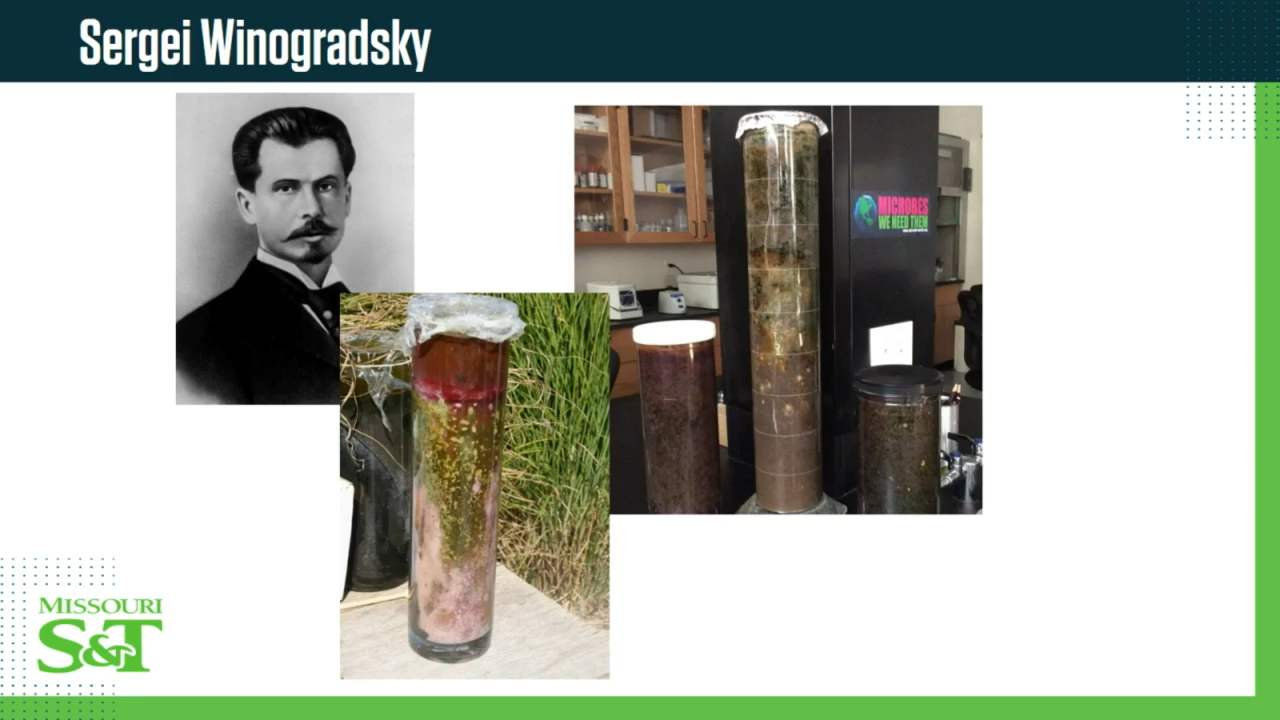 Sergei Winogradsky
MICROBES
WE NEED THEM
MISSOURI
S&T